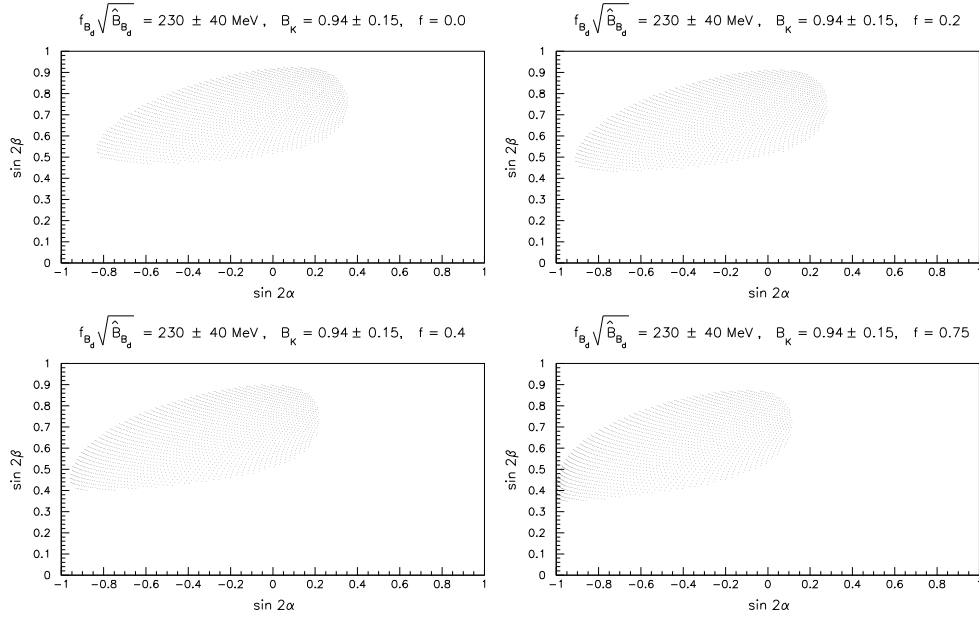 f_{B_d}√B̂_{B_d} = 230 ± 40 MeV , B_K = 0.94 ± 0.15, f = 0.0
sin 2β
1
0.9
0.8
0.7
0.6
0.5
0.4
0.3
0.2
0.1
0
-1 -0.8 -0.6 -0.4 -0.2 0 0.2 0.4 0.6 0.8 1
sin 2α
f_{B_d}√B̂_{B_d} = 230 ± 40 MeV , B_K = 0.94 ± 0.15, f = 0.2
sin 2β
1
0.9
0.8
0.7
0.6
0.5
0.4
0.3
0.2
0.1
0
-1 -0.8 -0.6 -0.4 -0.2 0 0.2 0.4 0.6 0.8 1
sin 2α
f_{B_d}√B̂_{B_d} = 230 ± 40 MeV , B_K = 0.94 ± 0.15, f = 0.4
sin 2β
1
0.9
0.8
0.7
0.6
0.5
0.4
0.3
0.2
0.1
0
-1 -0.8 -0.6 -0.4 -0.2 0 0.2 0.4 0.6 0.8 1
sin 2α
f_{B_d}√B̂_{B_d} = 230 ± 40 MeV , B_K = 0.94 ± 0.15, f = 0.75
sin 2β
1
0.9
0.8
0.7
0.6
0.5
0.4
0.3
0.2
0.1
0
-1 -0.8 -0.6 -0.4 -0.2 0 0.2 0.4 0.6 0.8 1
sin 2α